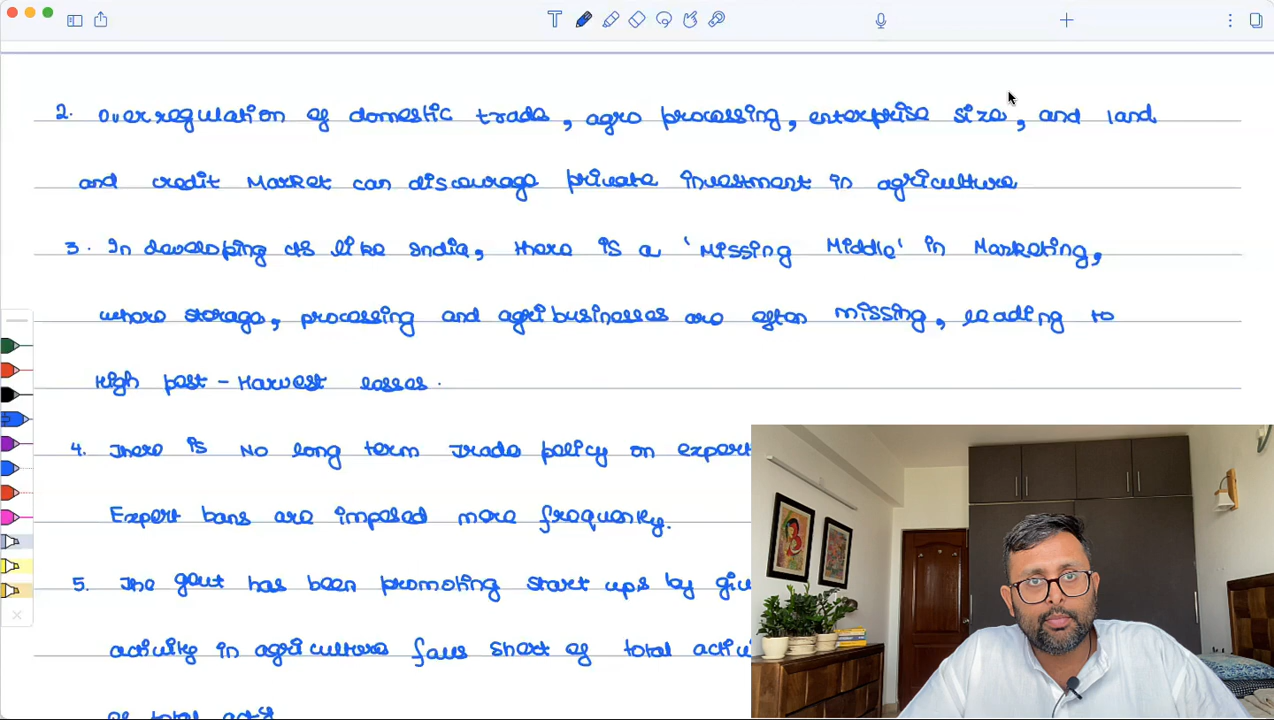 2. Overregulation of domestic trade, agro processing, enterprise size, and land
and credit Market can discourage private investment in agriculture
3. In developing cts like India, there is a 'Missing Middle' in Marketing,
where storage, processing and agribusinesses are often missing, leading to
High post-Harvest losses.
4. There is No long term Trade policy on export
Export bans are imposed more frequently.
5. The govt has been promoting start ups by
activity in agriculture falls short of total
of total